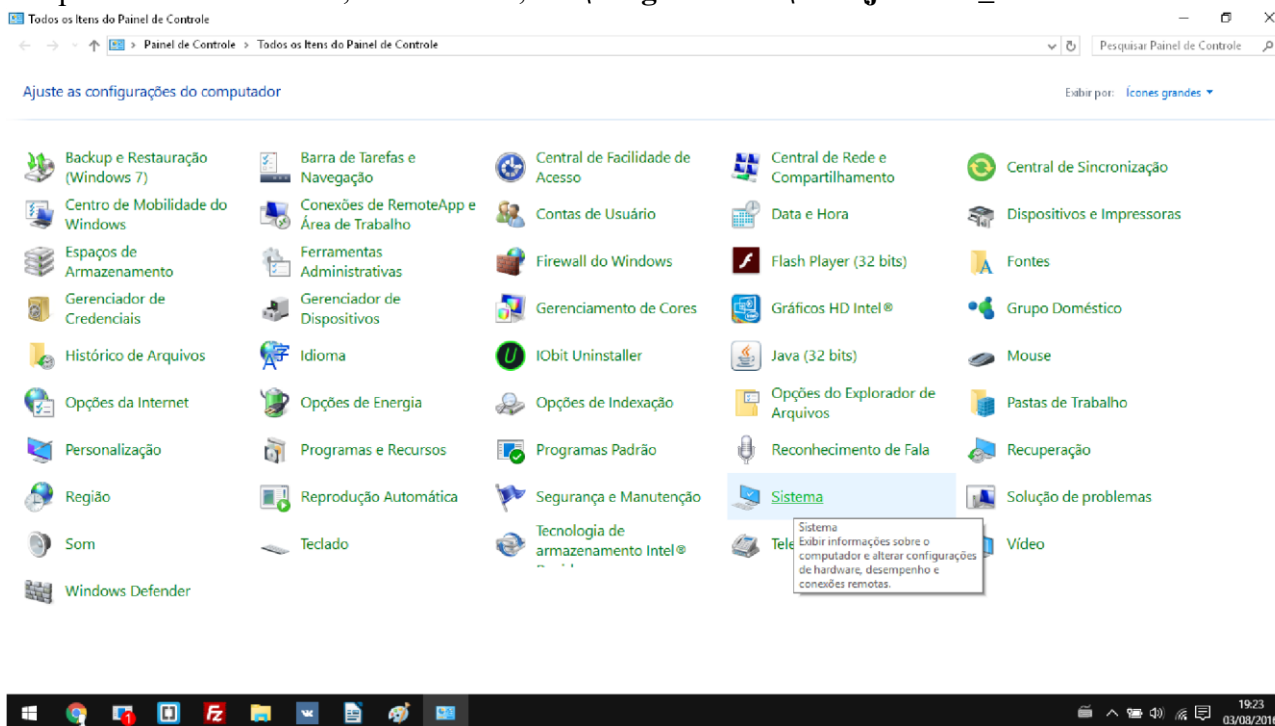 Todos os Itens do Painel de Controle
Painel de Controle > Todos os Itens do Painel de Controle
Pesquisar Painel de Controle
Ajuste as configurações do computador
Exibir por: Ícones grandes
Backup e Restauração
(Windows 7)
Barra de Tarefas e
Navegação
Central de Facilidade de
Acesso
Central de Rede e
Compartilhamento
Central de Sincronização
Centro de Mobilidade do
Windows
Conexões de RemoteApp e
Área de Trabalho
Contas de Usuário
Data e Hora
Dispositivos e Impressoras
Espaços de
Armazenamento
Ferramentas
Administrativas
Firewall do Windows
Flash Player (32 bits)
Fontes
Gerenciador de
Credenciais
Gerenciador de
Dispositivos
Gerenciamento de Cores
Gráficos HD Intel®
Grupo Doméstico
Histórico de Arquivos
Idioma
IObit Uninstaller
Java (32 bits)
Mouse
Opções da Internet
Opções de Energia
Opções de Indexação
Opções do Explorador de
Arquivos
Pastas de Trabalho
Personalização
Programas e Recursos
Programas Padrão
Reconhecimento de Fala
Recuperação
Região
Reprodução Automática
Segurança e Manutenção
Sistema
Solução de problemas
Som
Teclado
Tecnologia de
armazenamento Intel®
Tele
Sistema
Exibir informações sobre o
computador e alterar configurações
de hardware, desempenho e
conexões remotas.
Vídeo
Windows Defender
19:23
03/08/201